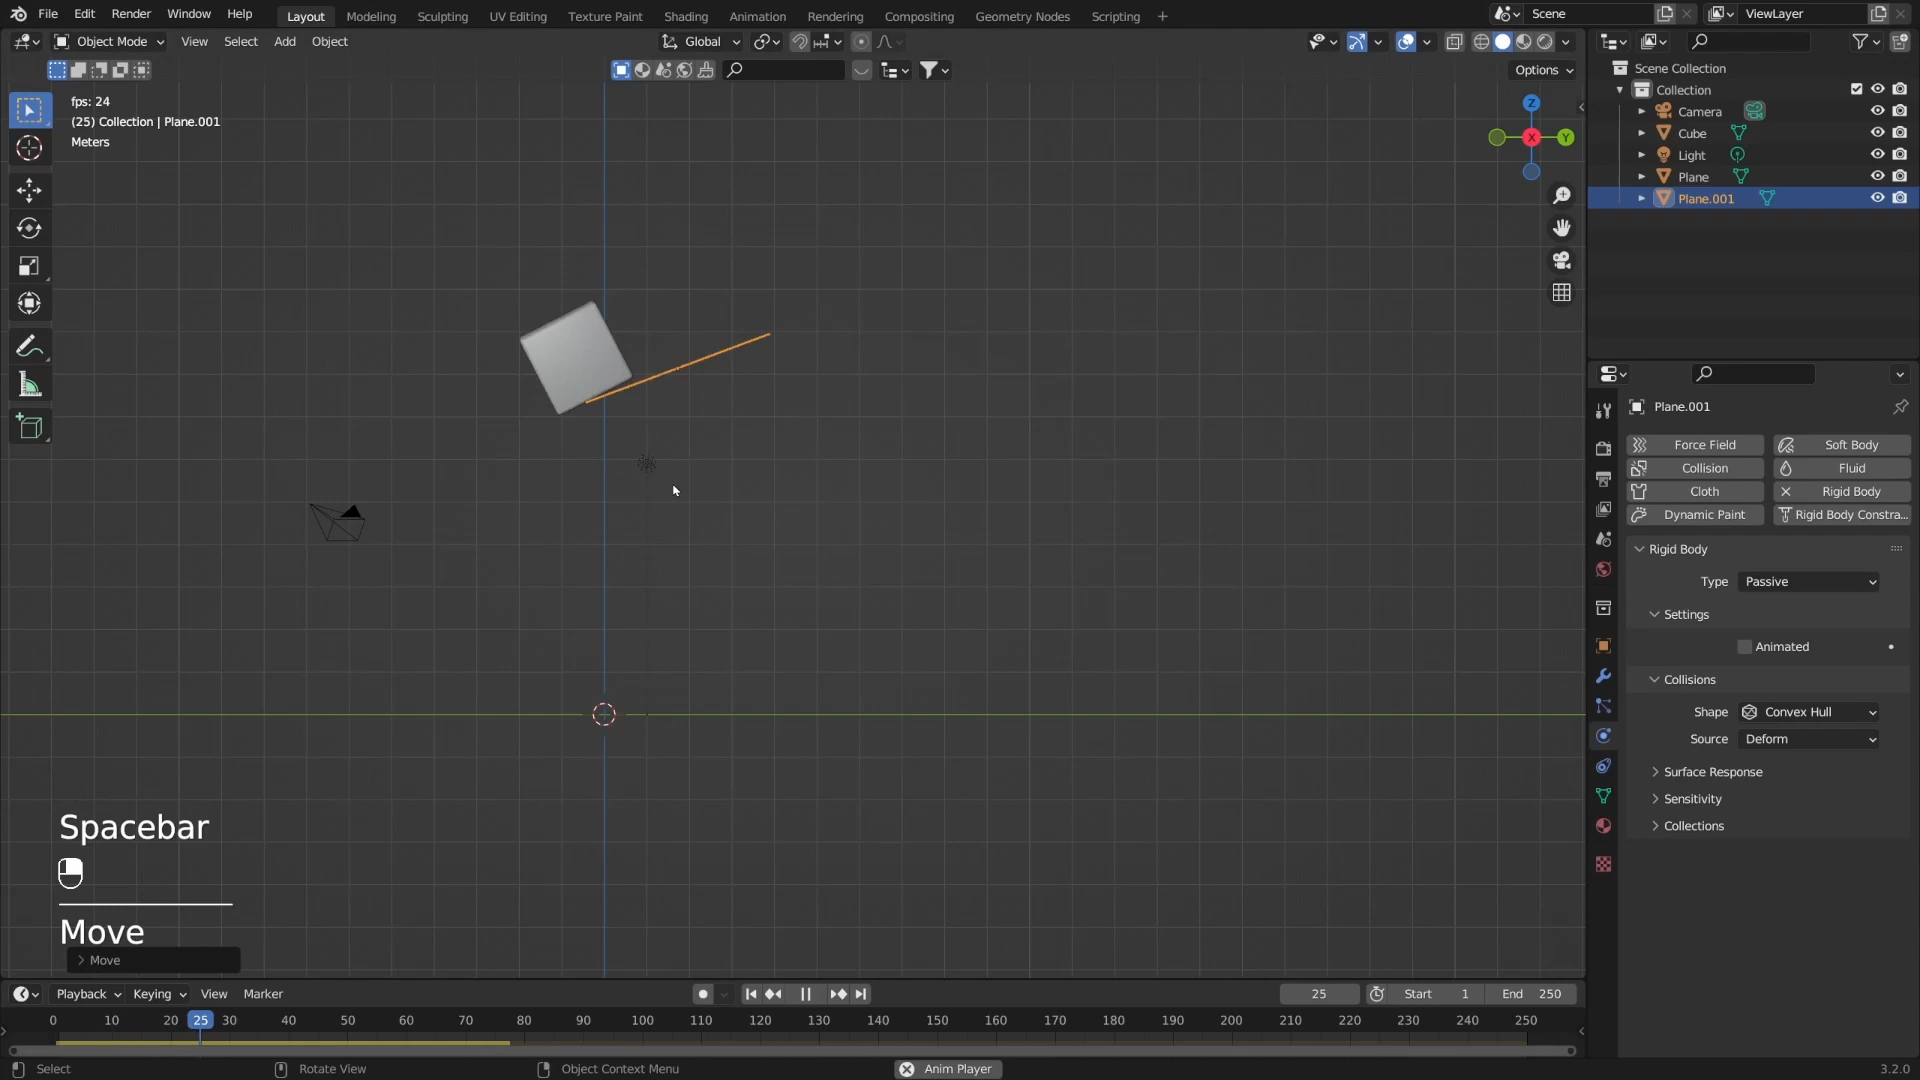 File Edit Render Window Help Layout Modeling Sculpting UV Editing Texture Paint Shading Animation Rendering Compositing Geometry Nodes Scripting + Scene ViewLayer
Object Mode View Select Add Object Global
Options
fps: 24
(25) Collection | Plane.001
Meters
Z
X
Y
Scene Collection
Collection
Camera
Cube
Light
Plane
Plane.001
Plane.001
Force Field Soft Body
Collision Fluid
Cloth Rigid Body
Dynamic Paint Rigid Body Constra...
Rigid Body
Type Passive
Settings
Animated
Collisions
Shape Convex Hull
Source Deform
Surface Response
Sensitivity
Collections
Spacebar
Move
Move
Playback Keying View Marker 25 Start 1 End 250
0 10 20 25 30 40 50 60 70 80 90 100 110 120 130 140 150 160 170 180 190 200 210 220 230 240 250
Select Rotate View Object Context Menu Anim Player 3.2.0